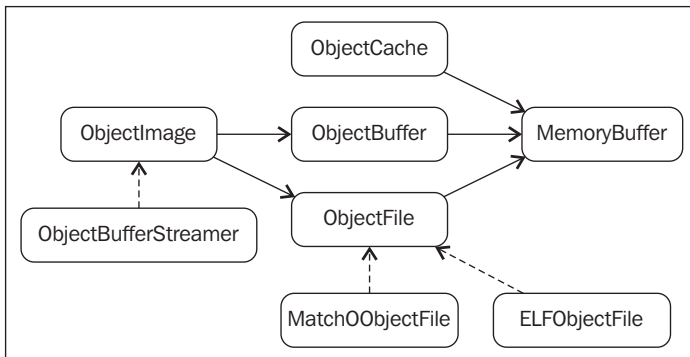 ObjectCache
ObjectImage
ObjectBuffer
MemoryBuffer
ObjectFile
ObjectBufferStreamer
MatchOObjectFile
ELFObjectFile